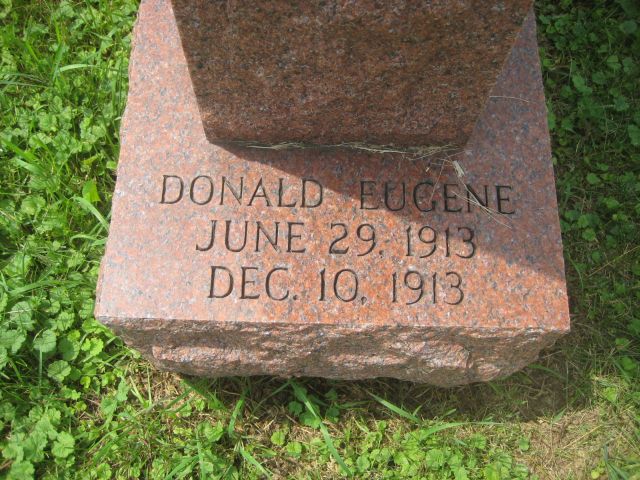 DONALD EUGENE
JUNE 29, 1913
DEC. 10, 1913